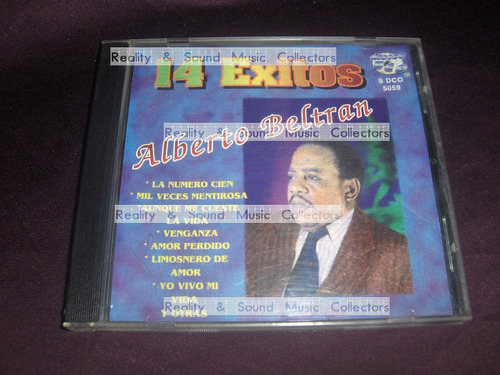 Reality & Sound Music Collectors
14 Exitos
S DCO
5059
Alberto Beltran
Reality & Sound Music Collectors
* LA NUMERO CIEN
* MIL VECES MENTIROSA
* AUNQUE ME CUESTE
LA VIDA
Reality & Sound Music Collectors
* VENGANZA
* AMOR PERDIDO
* LIMOSNERO DE
AMOR
* YO VIVO MI
VIDA
Y OTRAS
Reality & Sound Music Collectors